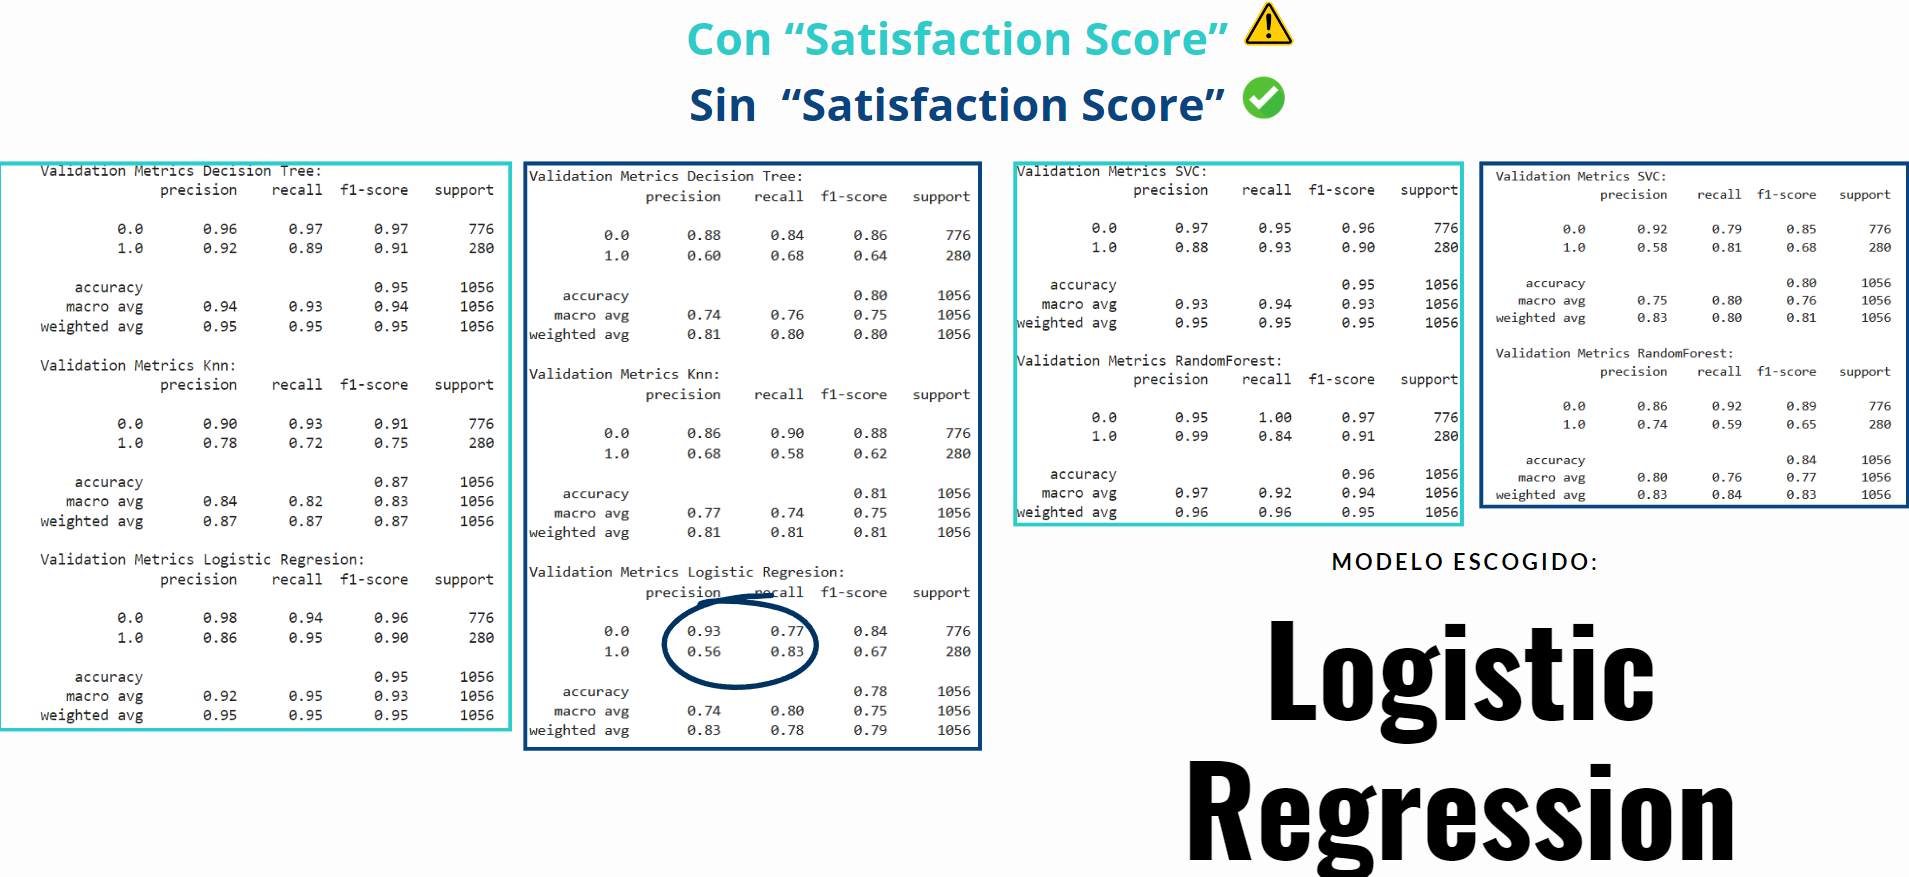 Con “Satisfaction Score”
Sin “Satisfaction Score”
Validation Metrics Decision Tree:
precision recall f1-score support
0.0 0.96 0.97 0.97 776
1.0 0.92 0.89 0.91 280
accuracy 0.95 1056
macro avg 0.94 0.93 0.94 1056
weighted avg 0.95 0.95 0.95 1056
Validation Metrics Knn:
precision recall f1-score support
0.0 0.90 0.93 0.91 776
1.0 0.78 0.72 0.75 280
accuracy 0.87 1056
macro avg 0.84 0.82 0.83 1056
weighted avg 0.87 0.87 0.87 1056
Validation Metrics Logistic Regresion:
precision recall f1-score support
0.0 0.98 0.94 0.96 776
1.0 0.86 0.95 0.90 280
accuracy 0.95 1056
macro avg 0.92 0.95 0.93 1056
weighted avg 0.95 0.95 0.95 1056
Validation Metrics Decision Tree:
precision recall f1-score support
0.0 0.88 0.84 0.86 776
1.0 0.60 0.68 0.64 280
accuracy 0.80 1056
macro avg 0.74 0.76 0.75 1056
weighted avg 0.81 0.80 0.80 1056
Validation Metrics Knn:
precision recall f1-score support
0.0 0.86 0.90 0.88 776
1.0 0.68 0.58 0.62 280
accuracy 0.81 1056
macro avg 0.77 0.74 0.75 1056
weighted avg 0.81 0.81 0.81 1056
Validation Metrics Logistic Regresion:
precision recall f1-score support
0.0 0.93 0.77 0.84 776
1.0 0.56 0.83 0.67 280
accuracy 0.78 1056
macro avg 0.74 0.80 0.75 1056
weighted avg 0.83 0.78 0.79 1056
Validation Metrics SVC:
precision recall f1-score support
0.0 0.97 0.95 0.96 776
1.0 0.88 0.93 0.90 280
accuracy 0.95 1056
macro avg 0.93 0.94 0.93 1056
weighted avg 0.95 0.95 0.95 1056
Validation Metrics RandomForest:
precision recall f1-score support
0.0 0.95 1.00 0.97 776
1.0 0.99 0.84 0.91 280
accuracy 0.96 1056
macro avg 0.97 0.92 0.94 1056
weighted avg 0.96 0.96 0.95 1056
Validation Metrics SVC:
precision recall f1-score support
0.0 0.92 0.79 0.85 776
1.0 0.58 0.81 0.68 280
accuracy 0.80 1056
macro avg 0.75 0.80 0.76 1056
weighted avg 0.83 0.80 0.81 1056
Validation Metrics RandomForest:
precision recall f1-score support
0.0 0.86 0.92 0.89 776
1.0 0.74 0.59 0.65 280
accuracy 0.84 1056
macro avg 0.80 0.76 0.77 1056
weighted avg 0.83 0.84 0.83 1056
MODELO ESCOGIDO:
Logistic
Regression